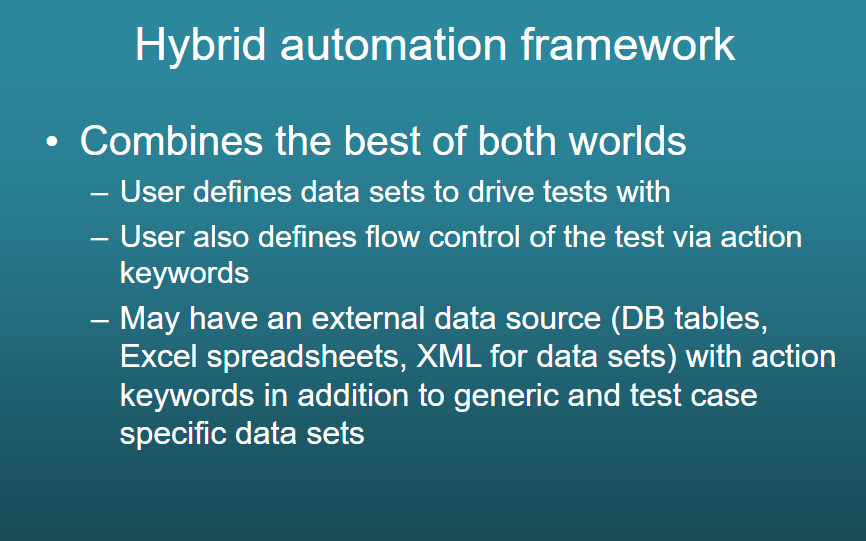 Hybrid automation framework
• Combines the best of both worlds
– User defines data sets to drive tests with
– User also defines flow control of the test via action
keywords
– May have an external data source (DB tables,
Excel spreadsheets, XML for data sets) with action
keywords in addition to generic and test case
specific data sets